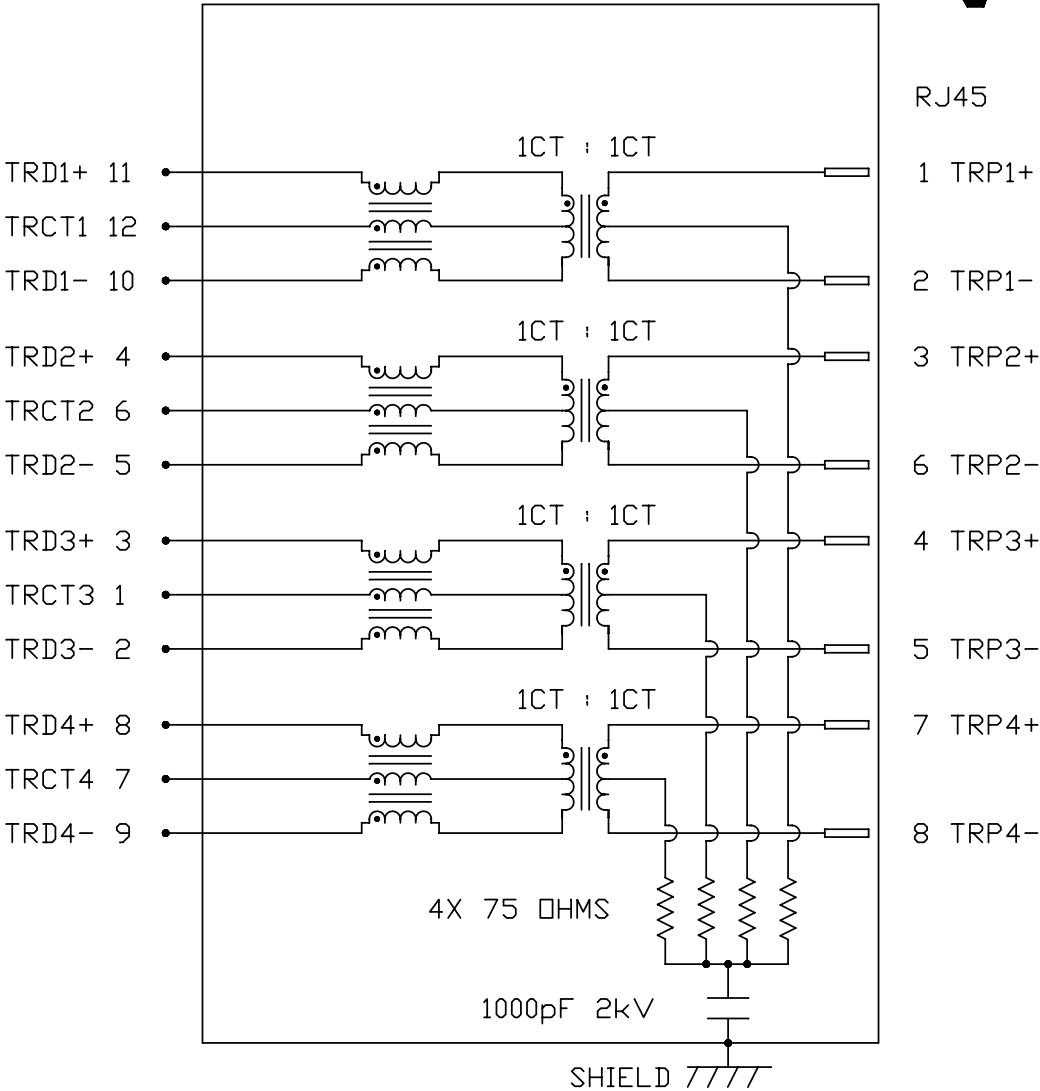 RJ45
1CT : 1CT
TRD1+ 11
1 TRP1+
TRCT1 12
TRD1- 10
2 TRP1-
1CT : 1CT
TRD2+ 4
3 TRP2+
TRCT2 6
TRD2- 5
6 TRP2-
1CT : 1CT
TRD3+ 3
4 TRP3+
TRCT3 1
TRD3- 2
5 TRP3-
1CT : 1CT
TRD4+ 8
7 TRP4+
TRCT4 7
TRD4- 9
8 TRP4-
4X 75 OHMS
1000pF 2kV
SHIELD